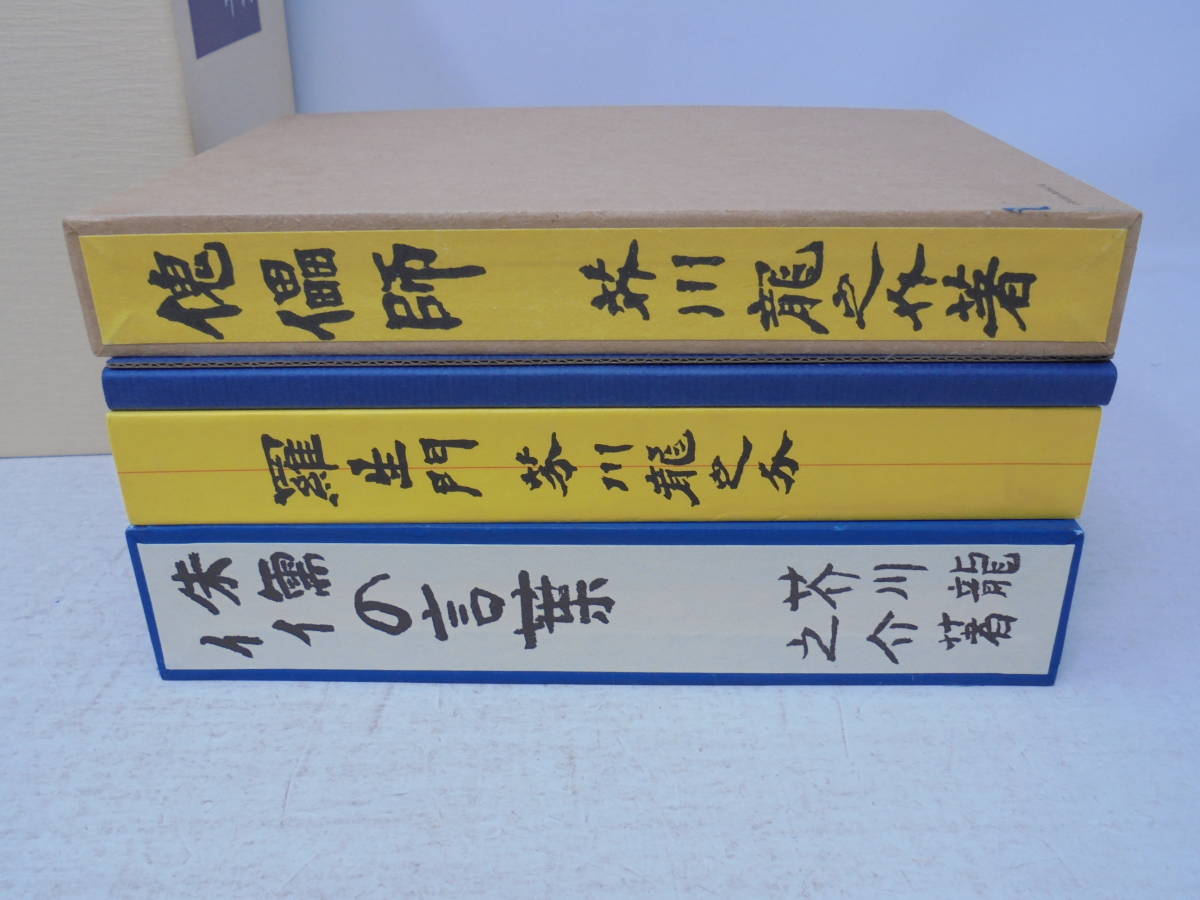 傀儡師 芥川龍之介著
羅生門 芥川龍之介
侏儒の言葉 芥川龍之介著